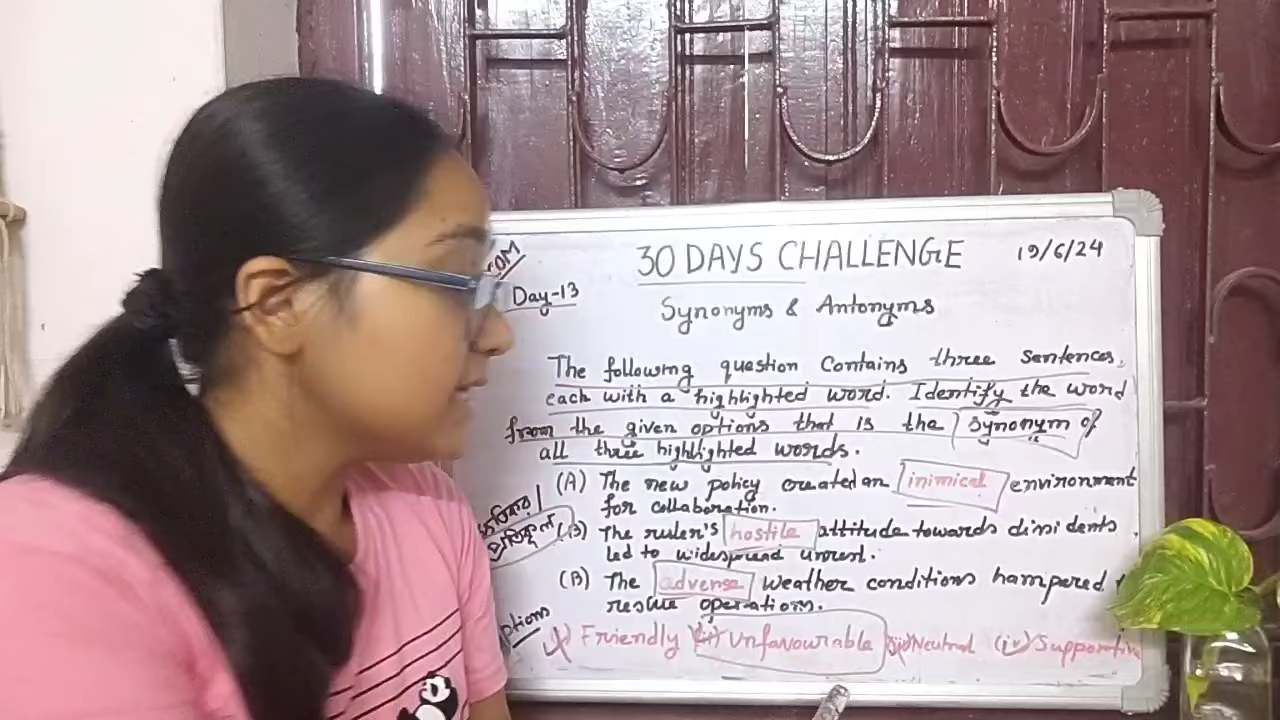 30 DAYS CHALLENGE
19/6/24
Day-13
Synonyms & Antonyms
The following question contains three sentences,
each with a highlighted word. Identify the word
from the given options that is the synonym of
all three highlighted words.
(A) The new policy created an inimical environment
for collaboration.
(B) The ruler's hostile attitude towards dissidents
led to widespread unrest.
(B) The adverse weather conditions hampered
rescue operations.
প্রতিকূল
Friendly (ii) Unfavourable Neutral (iv) Supportive